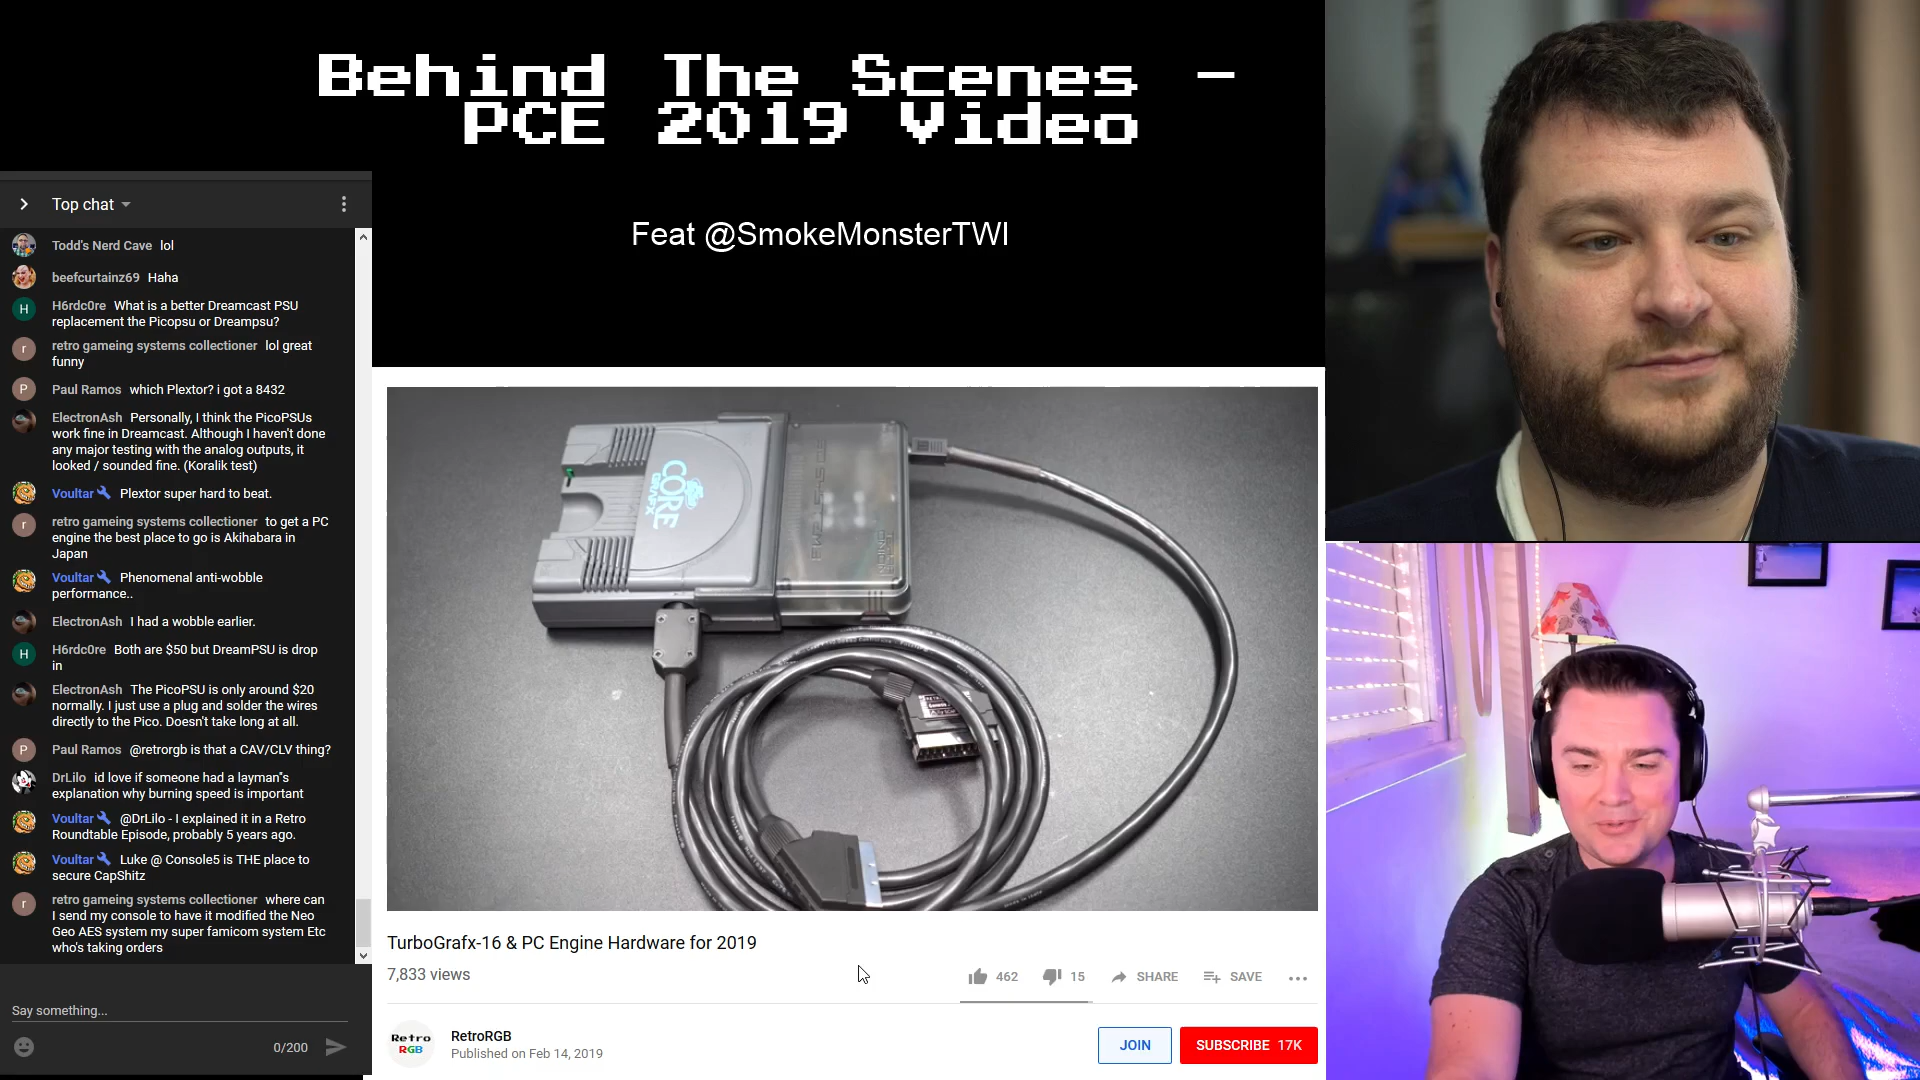 Behind The Scenes -
PCE 2019 Video
Feat @SmokeMonsterTWI
Top chat
Todd's Nerd Cave lol
beefcurtainz69 Haha
H
H6rdc0re What is a better Dreamcast PSU
replacement the Picopsu or Dreampsu?
r
retro gameing systems collectioner lol great
funny
P
Paul Ramos which Plextor? i got a 8432
ElectronAsh Personally, I think the PicoPSUs
work fine in Dreamcast. Although I haven't done
any major testing with the analog outputs, it
looked / sounded fine. (Koralik test)
Voultar Plextor super hard to beat.
r
retro gameing systems collectioner to get a PC
engine the best place to go is Akihabara in
Japan
Voultar Phenomenal anti-wobble
performance..
ElectronAsh I had a wobble earlier.
H
H6rdc0re Both are $50 but DreamPSU is drop
in
ElectronAsh The PicoPSU is only around $20
normally. I just use a plug and solder the wires
directly to the Pico. Doesn't take long at all.
P
Paul Ramos @retrorgb is that a CAV/CLV thing?
DrLilo id love if someone had a layman"s
explanation why burning speed is important
Voultar @DrLilo - I explained it in a Retro
Roundtable Episode, probably 5 years ago.
Voultar Luke @ Console5 is THE place to
secure CapShitz
r
retro gameing systems collectioner where can
I send my console to have it modified the Neo
Geo AES system my super famicom system Etc
who's taking orders
Say something...
0/200
CORE
GRAFX
TurboGrafx-16 & PC Engine Hardware for 2019
7,833 views
462
15
SHARE
SAVE
Retro
RGB
RetroRGB
Published on Feb 14, 2019
JOIN
SUBSCRIBE 17K